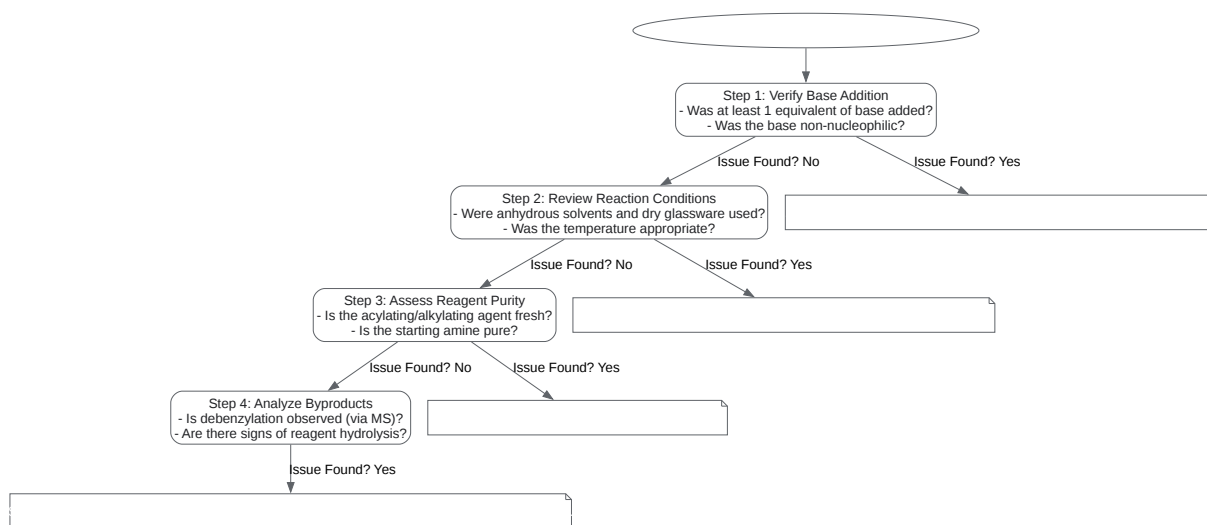 Step 1: Verify Base Addition
- Was at least 1 equivalent of base added?
- Was the base non-nucleophilic?
Issue Found? No
Issue Found? Yes
Step 2: Review Reaction Conditions
- Were anhydrous solvents and dry glassware used?
- Was the temperature appropriate?
Issue Found? No
Issue Found? Yes
Step 3: Assess Reagent Purity
- Is the acylating/alkylating agent fresh?
- Is the starting amine pure?
Issue Found? No
Issue Found? Yes
Step 4: Analyze Byproducts
- Is debenzylation observed (via MS)?
- Are there signs of reagent hydrolysis?
Issue Found? Yes